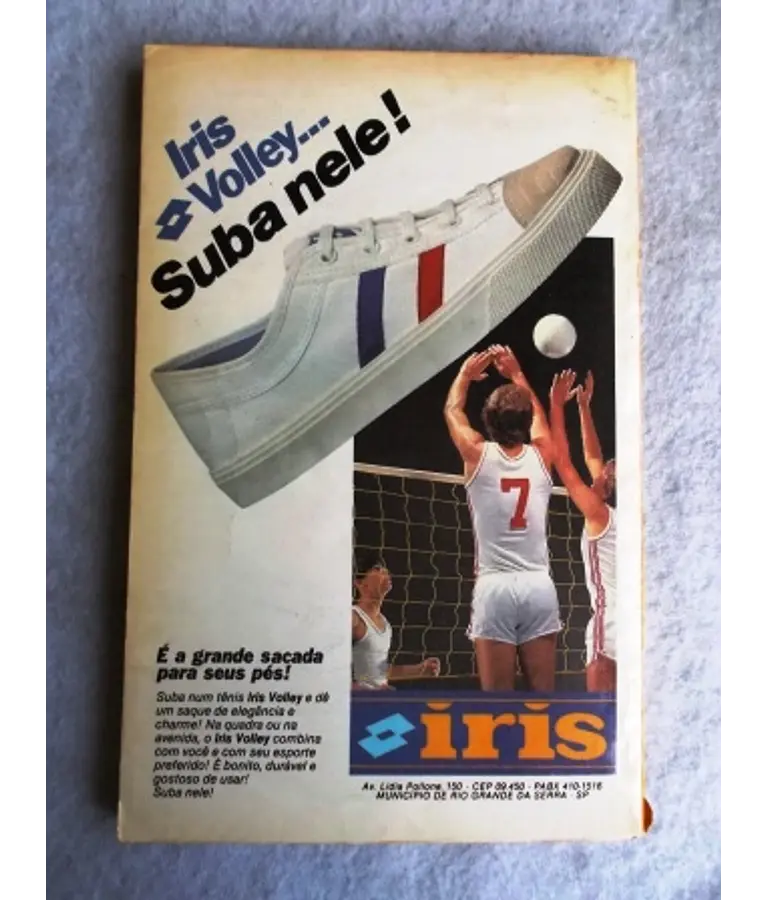 Iris
Volley...
Suba nele!
7
É a grande sacada
para seus pés!
Suba num tênis Iris Volley e dê
um saque de elegância e
charme! Na quadra ou na
avenida, o Iris Volley combina
com você e com seu esporte
preferido! É bonito, durável e
gostoso de usar!
Suba nele!
iris
Av. Lidia Pollone, 150 - CEP 09.450 - PABX 410-1516
MUNICÍPIO DE RIO GRANDE DA SERRA - SP